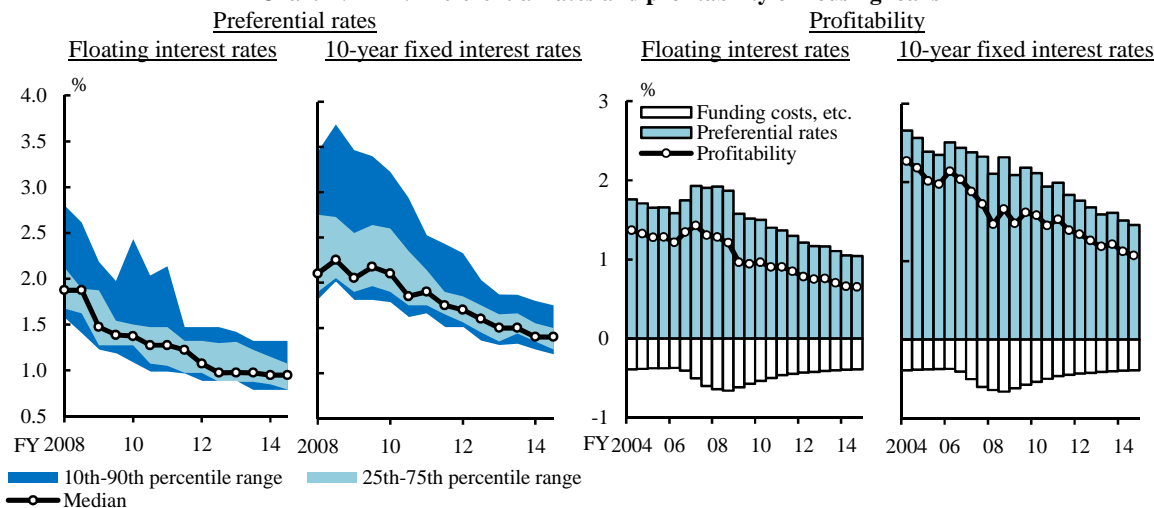 Preferential rates
Profitability
Floating interest rates
10-year fixed interest rates
Floating interest rates
10-year fixed interest rates
%
4.0
3.5
3.0
2.5
2.0
1.5
1.0
0.5
FY 2008 10 12 14
2008 10 12 14
%
3
2
1
0
-1
Funding costs, etc.
Preferential rates
Profitability
FY 2004 06 08 10 12 14
2004 06 08 10 12 14
10th-90th percentile range
25th-75th percentile range
Median